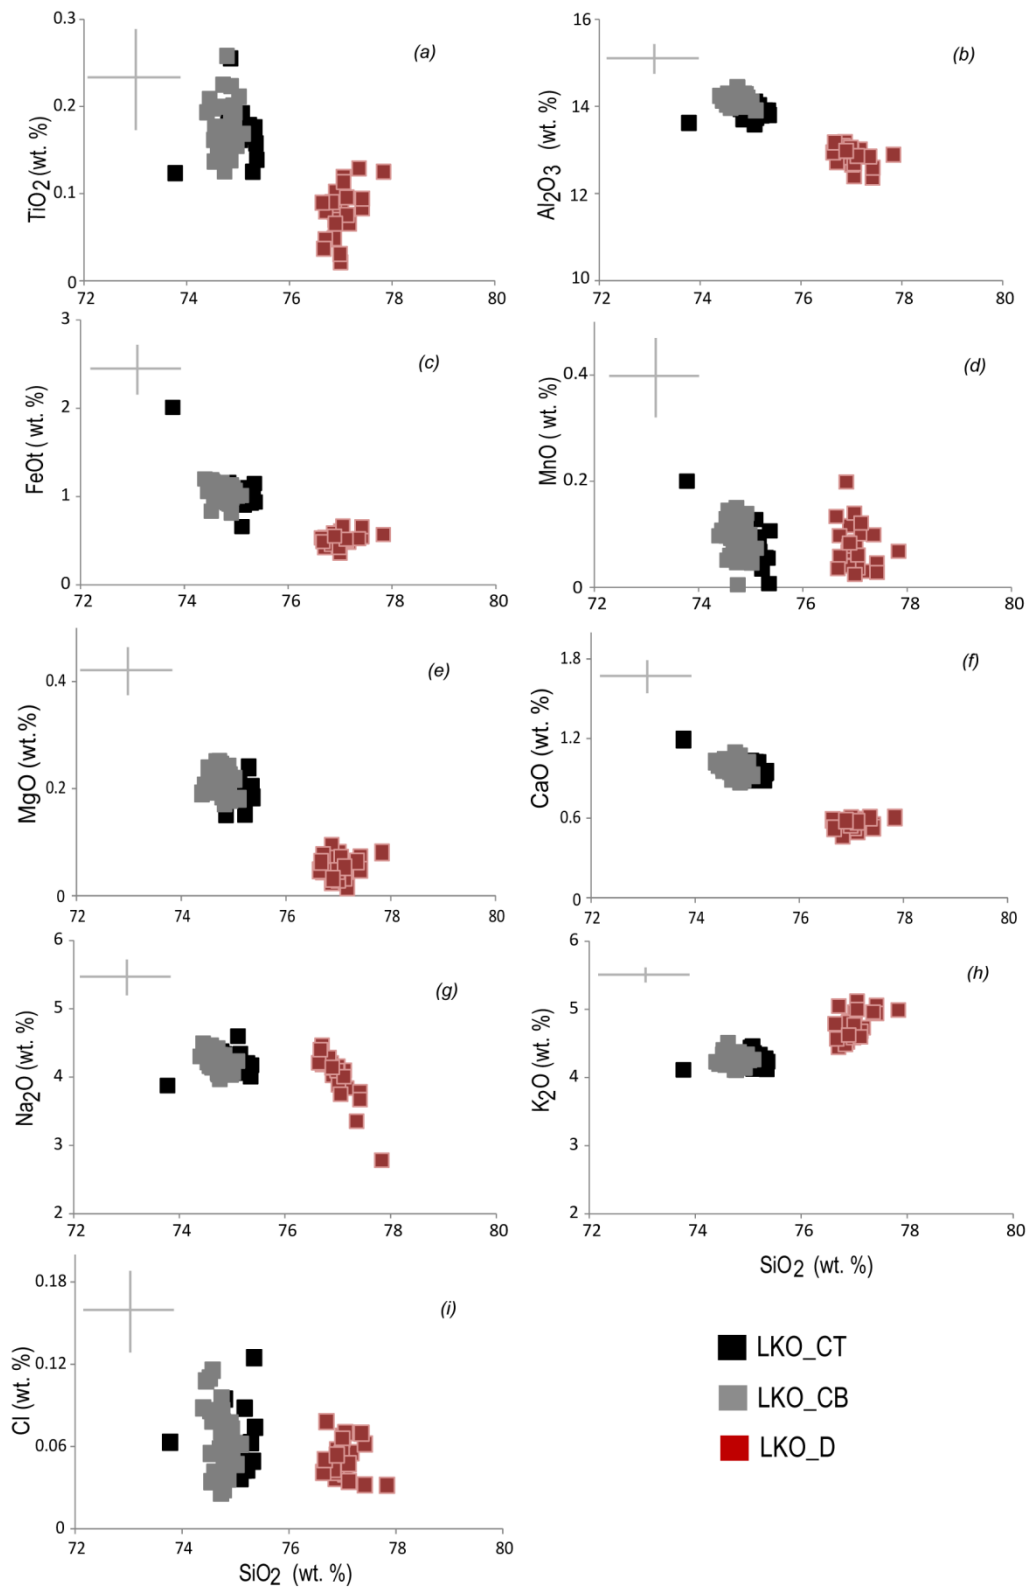 0.3
(a)
0.2
0.1
0
TiO2 (wt. %)
72 74 76 78 80
16
(b)
14
12
10
Al2O3 (wt. %)
72 74 76 78 80
3
(c)
2
1
0
FeOt ( wt. %)
72 74 76 78 80
(d)
0.4
0.2
0
MnO ( wt. %)
72 74 76 78 80
(e)
0.4
0.2
0
MgO (wt.%)
72 74 76 78 80
1.8
(f)
1.2
0.6
0
CaO (wt. %)
72 74 76 78 80
6
(g)
5
4
3
2
Na2O (wt. %)
72 74 76 78 80
6
(h)
5
4
3
2
K2O (wt. %)
72 74 76 78 80
SiO2 (wt. %)
0.18
(i)
0.12
0.06
0
Cl (wt. %)
72 74 76 78 80
SiO2 (wt. %)
LKO_CT
LKO_CB
LKO_D